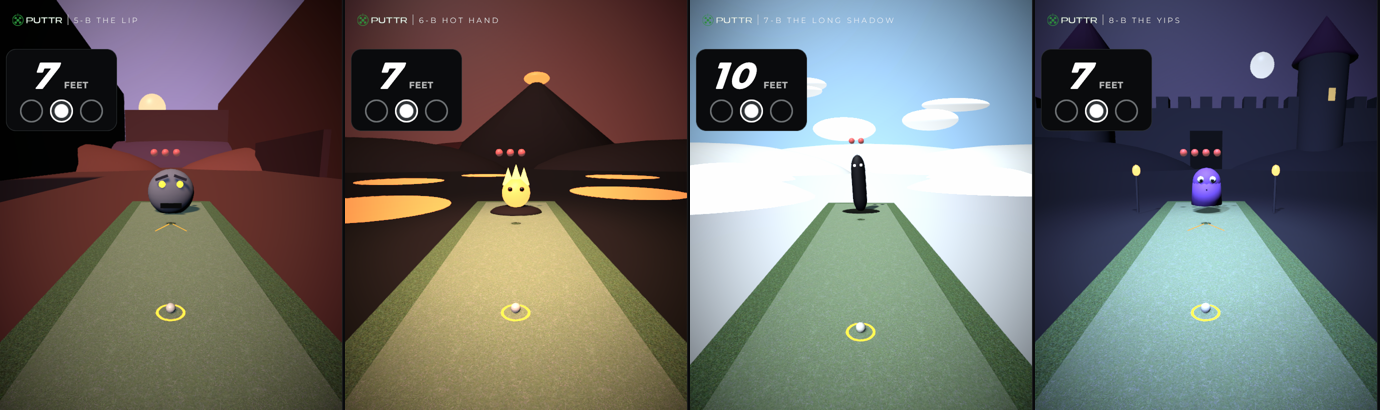 PUTTR | 5-B THE LIP
7 FEET
PUTTR | 6-B HOT HAND
7 FEET
PUTTR | 7-B THE LONG SHADOW
10 FEET
PUTTR | 8-B THE YIPS
7 FEET